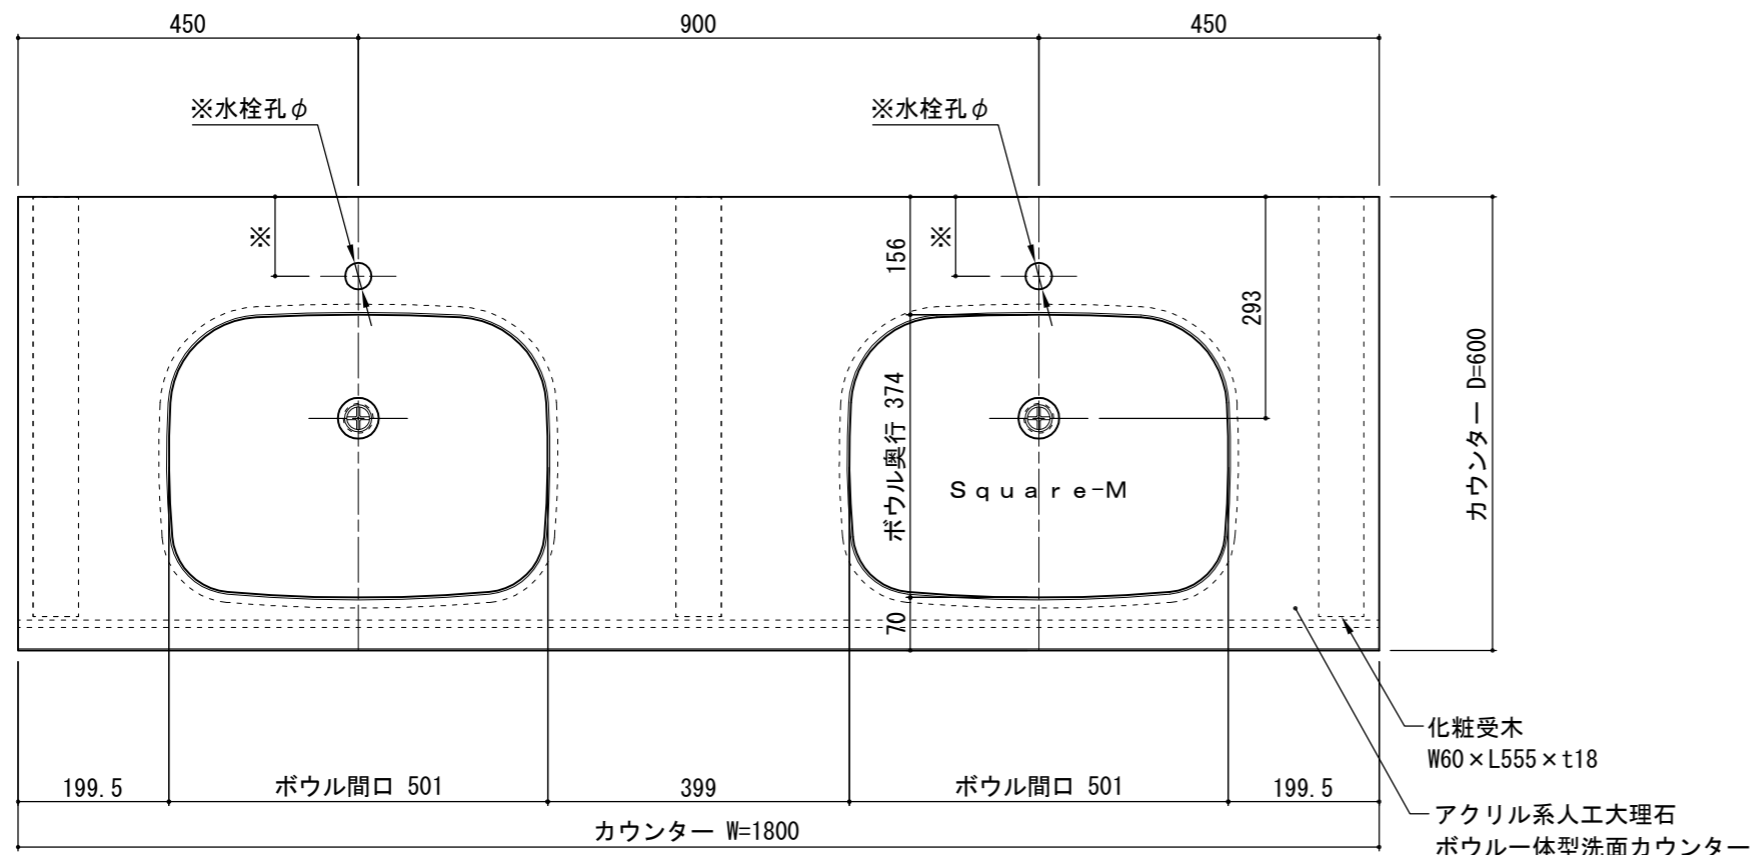 450
900
450
※水栓孔φ
※水栓孔φ
※
156
※
293
ボウル奥行 374
カウンター D=600
Square-M
70
化粧受木
W60×L555×t18
199.5
ボウル間口 501
399
ボウル間口 501
199.5
アクリル系人工大理石
ボウル一体型洗面カウンター
カウンター W=1800